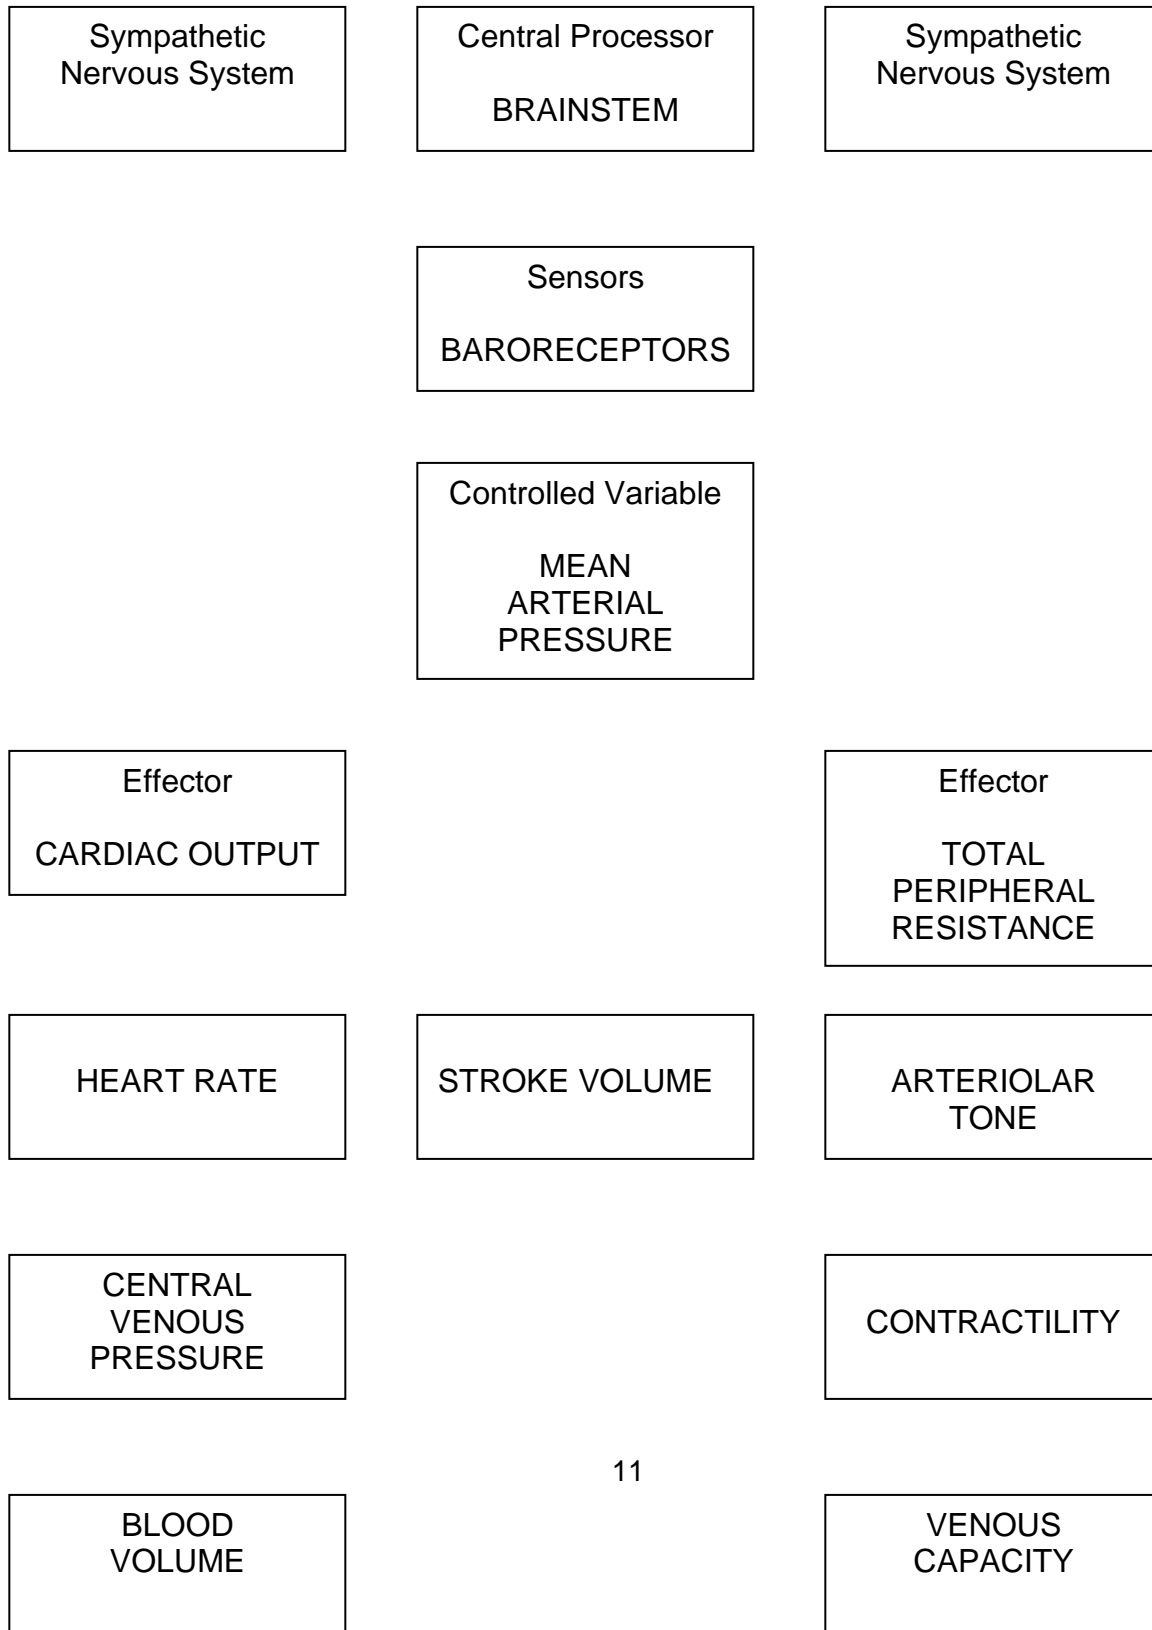 Sympathetic
Nervous System
Central Processor
BRAINSTEM
Sympathetic
Nervous System
Sensors
BARORECEPTORS
Controlled Variable
MEAN
ARTERIAL
PRESSURE
Effector
CARDIAC OUTPUT
Effector
TOTAL
PERIPHERAL
RESISTANCE
HEART RATE
STROKE VOLUME
ARTERIOLAR
TONE
CENTRAL
VENOUS
PRESSURE
CONTRACTILITY
11
BLOOD
VOLUME
VENOUS
CAPACITY